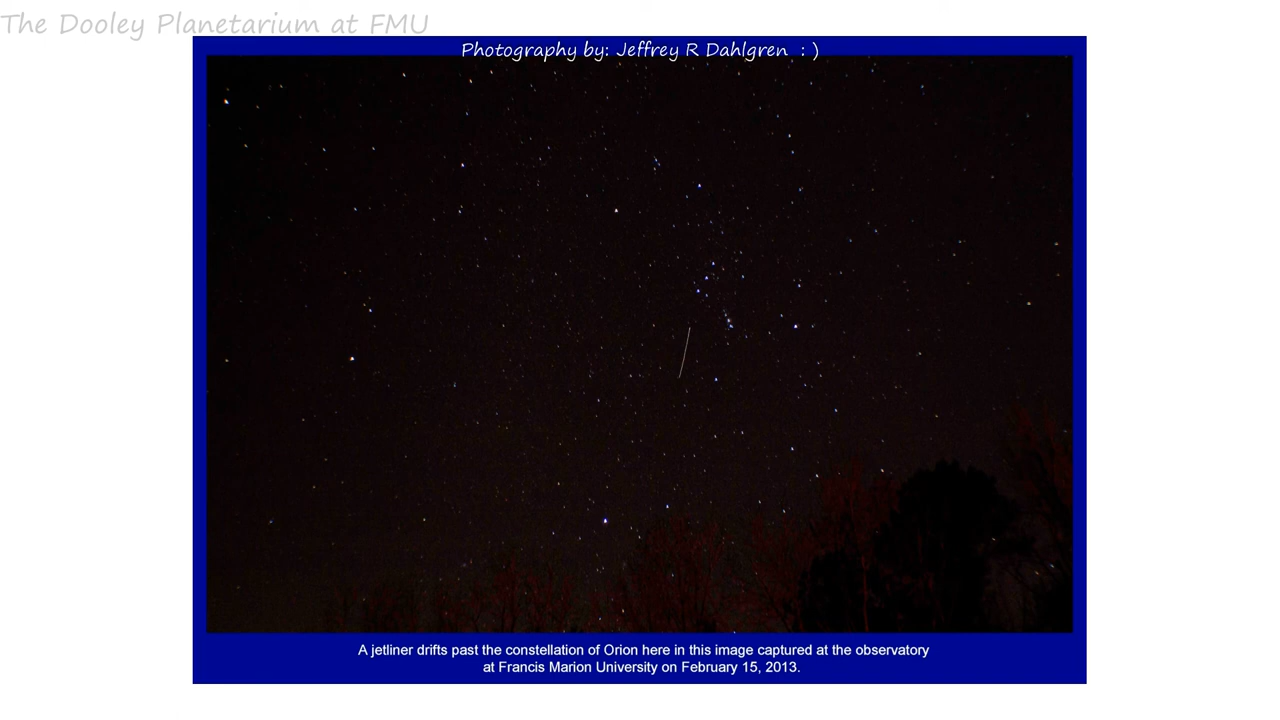 The Dooley Planetarium at FMU
Photography by: Jeffrey R Dahlgren : )
A jetliner drifts past the constellation of Orion here in this image captured at the observatory
at Francis Marion University on February 15, 2013.